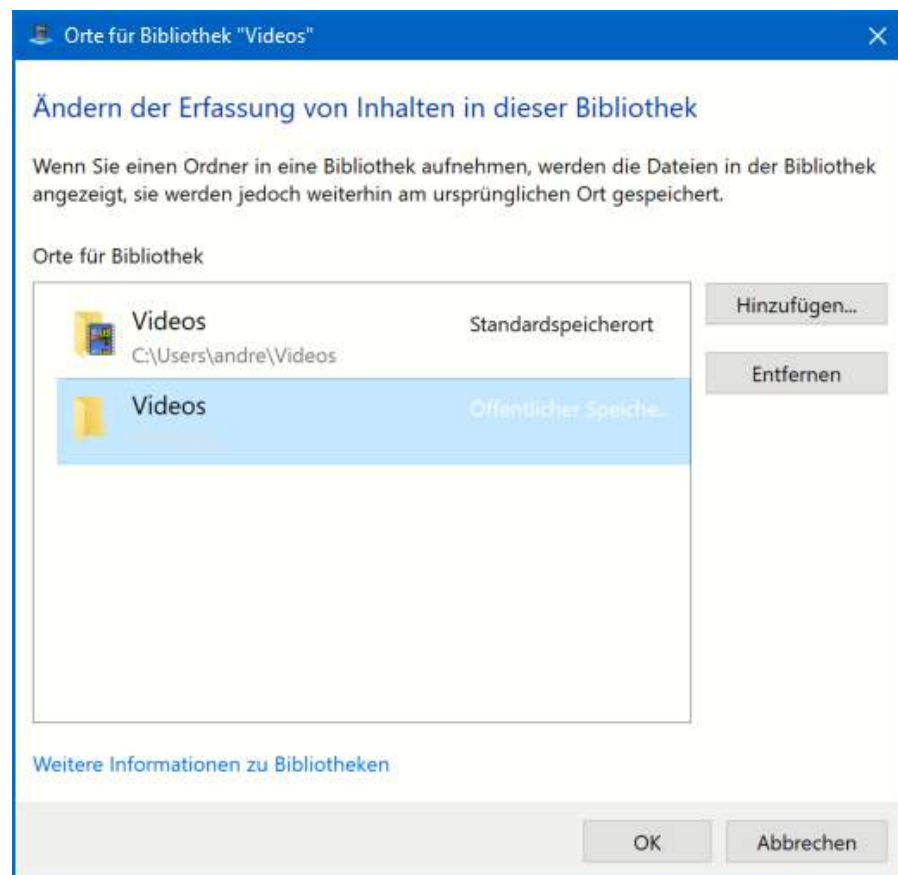 Orte für Bibliothek "Videos"
Ändern der Erfassung von Inhalten in dieser Bibliothek
Wenn Sie einen Ordner in eine Bibliothek aufnehmen, werden die Dateien in der Bibliothek
angezeigt, sie werden jedoch weiterhin am ursprünglichen Ort gespeichert.
Orte für Bibliothek
Videos
Standardspeicherort
C:\Users\andre\Videos
Videos
Öffentlicher Speiche...
Hinzufügen...
Entfernen
Weitere Informationen zu Bibliotheken
OK
Abbrechen